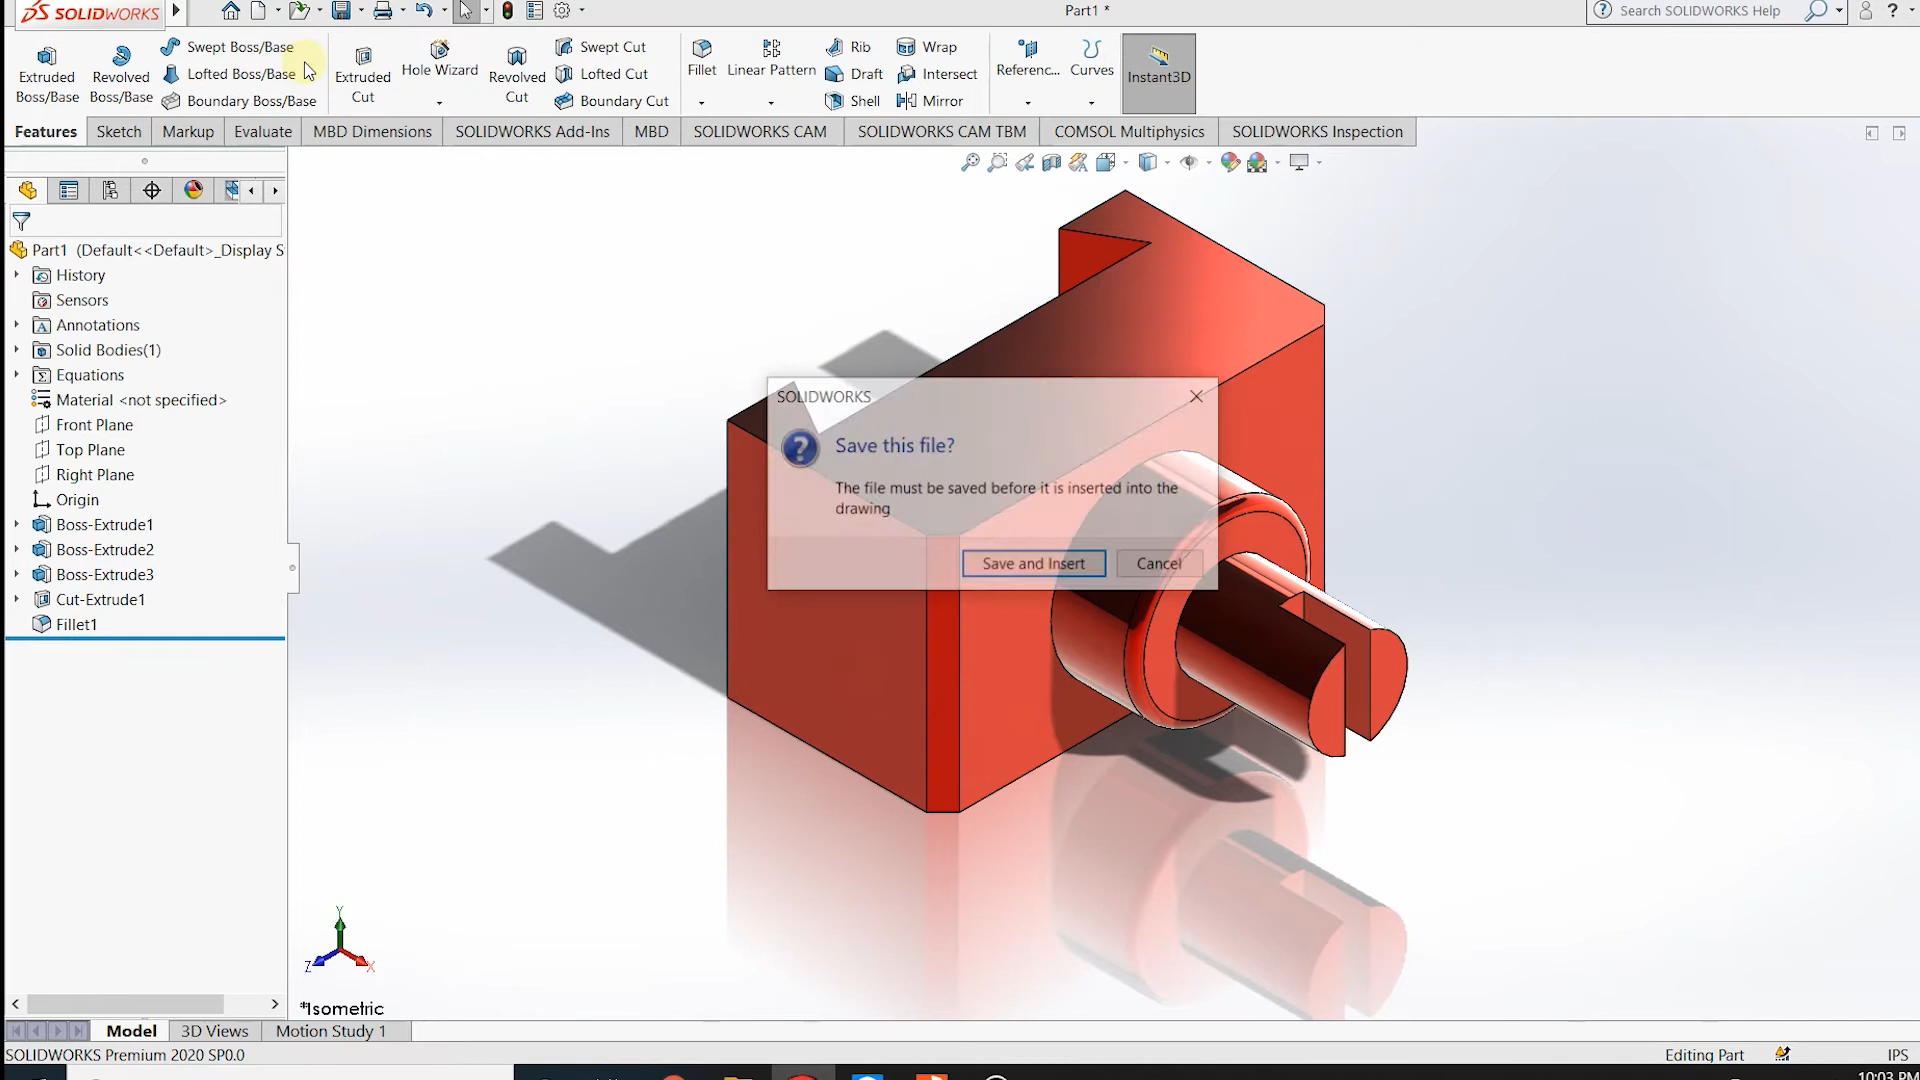 SOLIDWORKS
Part1 *
Search SOLIDWORKS Help
?
Extruded Boss/Base
Revolved Boss/Base
Swept Boss/Base
Lofted Boss/Base
Boundary Boss/Base
Extruded Cut
Hole Wizard
Revolved Cut
Swept Cut
Lofted Cut
Boundary Cut
Fillet
Linear Pattern
Rib
Draft
Shell
Wrap
Intersect
Mirror
Referenc...
Curves
Instant3D
Features
Sketch
Markup
Evaluate
MBD Dimensions
SOLIDWORKS Add-Ins
MBD
SOLIDWORKS CAM
SOLIDWORKS CAM TBM
COMSOL Multiphysics
SOLIDWORKS Inspection
Part1 (Default<<Default>_Display S
History
Sensors
Annotations
Solid Bodies(1)
Equations
Material <not specified>
Front Plane
Top Plane
Right Plane
Origin
Boss-Extrude1
Boss-Extrude2
Boss-Extrude3
Cut-Extrude1
Fillet1
SOLIDWORKS
Save this file?
The file must be saved before it is inserted into the
drawing
Save and Insert
Cancel
Y
Z
X
*Isometric
Model
3D Views
Motion Study 1
SOLIDWORKS Premium 2020 SP0.0
Editing Part
IPS
10:03 PM